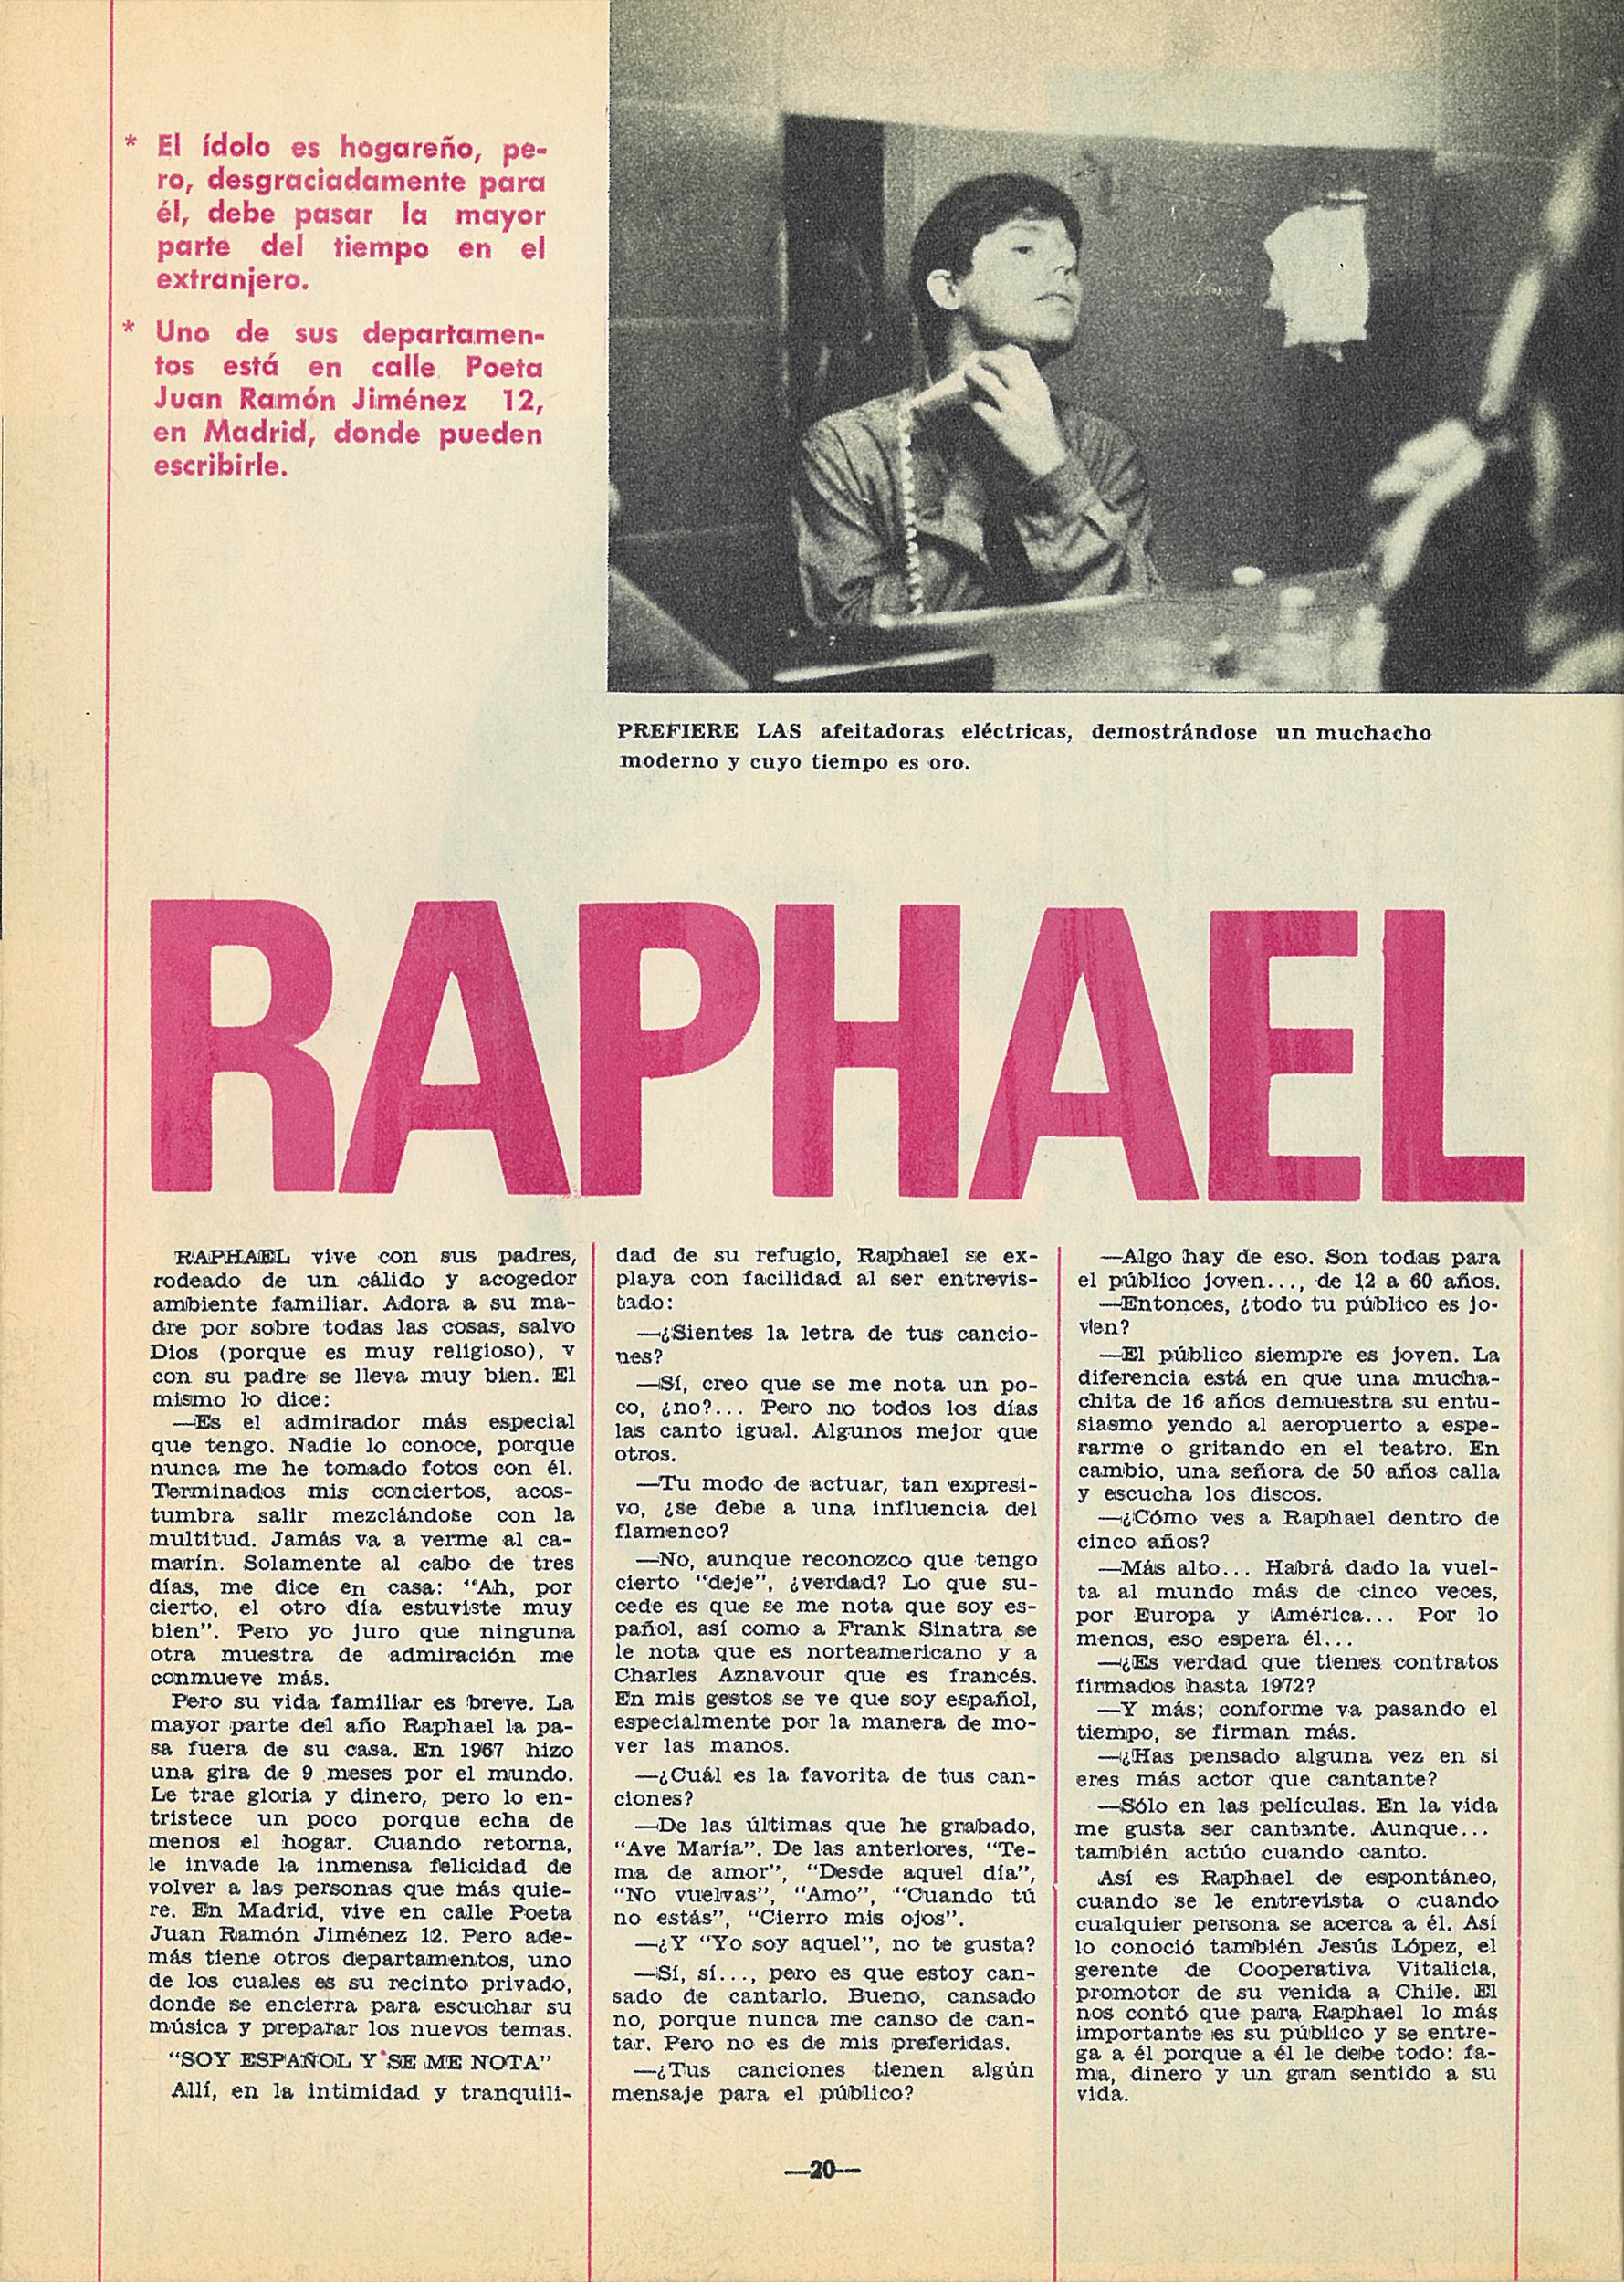 * El ídolo es hogareño, pe-
ro, desgraciadamente para
él, debe pasar la mayor
parte del tiempo en el
extranjero.
* Uno de sus departamen-
tos está en calle Poeta
Juan Ramón Jiménez 12,
en Madrid, donde pueden
escribirle.
PREFIERE LAS afeitadoras eléctricas, demostrándose un muchacho
moderno y cuyo tiempo es oro.
RAPHAEL
RAPHAEL vive con sus padres,
rodeado de un cálido y acogedor
ambiente familiar. Adora a su ma-
dre por sobre todas las cosas, salvo
Dios (porque es muy religioso), y
con su padre se lleva muy bien. El
mismo lo dice:
—Es el admirador más especial
que tengo. Nadie lo conoce, porque
nunca me he tomado fotos con él.
Terminados mis conciertos, acos-
tumbra salir mezclándose con la
multitud. Jamás va a verme al ca-
marín. Solamente al cabo de tres
días, me dice en casa: "Ah, por
cierto, el otro día estuviste muy
bien". Pero yo juro que ninguna
otra muestra de admiración me
conmueve más.
Pero su vida familiar es breve. La
mayor parte del año Raphael la pa-
sa fuera de su casa. En 1967 hizo
una gira de 9 meses por el mundo.
Le trae gloria y dinero, pero lo en-
tristece un poco porque echa de
menos el hogar. Cuando retorna,
le invade la inmensa felicidad de
volver a las personas que más quie-
re. En Madrid, vive en calle Poeta
Juan Ramón Jiménez 12. Pero ade-
más tiene otros departamentos, uno
de los cuales es su recinto privado,
donde se encierra para escuchar su
música y preparar los nuevos temas.
"SOY ESPAÑOL Y SE ME NOTA"
Allí, en la intimidad y tranquili-
dad de su refugio, Raphael se ex-
playa con facilidad al ser entrevis-
tado:
—¿Sientes la letra de tus cancio-
nes?
—Sí, creo que se me nota un po-
co, ¿no?... Pero no todos los días
las canto igual. Algunos mejor que
otros.
—Tu modo de actuar, tan expresi-
vo, ¿se debe a una influencia del
flamenco?
—No, aunque reconozco que tengo
cierto "deje", ¿verdad? Lo que su-
cede es que se me nota que soy es-
pañol, así como a Frank Sinatra se
le nota que es norteamericano y a
Charles Aznavour que es francés.
En mis gestos se ve que soy español,
especialmente por la manera de mo-
ver las manos.
—¿Cuál es la favorita de tus can-
ciones?
—De las últimas que he grabado,
"Ave María". De las anteriores, "Te-
ma de amor", "Desde aquel día",
"No vuelvas", "Amo", "Cuando tú
no estás", "Cierro mis ojos".
—¿Y "Yo soy aquel", no te gusta?
—Sí, sí..., pero es que estoy can-
sado de cantarlo. Bueno, cansado
no, porque nunca me canso de can-
tar. Pero no es de mis preferidas.
—¿Tus canciones tienen algún
mensaje para el público?
—Algo hay de eso. Son todas para
el público joven..., de 12 a 60 años.
—Entonces, ¿todo tu público es jo-
ven?
—El público siempre es joven. La
diferencia está en que una mucha-
chita de 16 años demuestra su entu-
siasmo yendo al aeropuerto a espe-
rarme o gritando en el teatro. En
cambio, una señora de 50 años calla
y escucha los discos.
—¿Cómo ves a Raphael dentro de
cinco años?
—Más alto... Habrá dado la vuel-
ta al mundo más de cinco veces,
por Europa y América... Por lo
menos, eso espera él...
—¿Es verdad que tienes contratos
firmados hasta 1972?
—Y más; conforme va pasando el
tiempo, se firman más.
—¿Has pensado alguna vez en si
eres más actor que cantante?
—Sólo en las películas. En la vida
me gusta ser cantante. Aunque...
también actúo cuando canto.
Así es Raphael de espontáneo,
cuando se le entrevista o cuando
cualquier persona se acerca a él. Así
lo conoció también Jesús López, el
gerente de Cooperativa Vitalicia,
promotor de su venida a Chile. El
nos contó que para Raphael lo más
importante es su público y se entre-
ga a él porque a él le debe todo: fa-
ma, dinero y un gran sentido a su
vida.
—20—